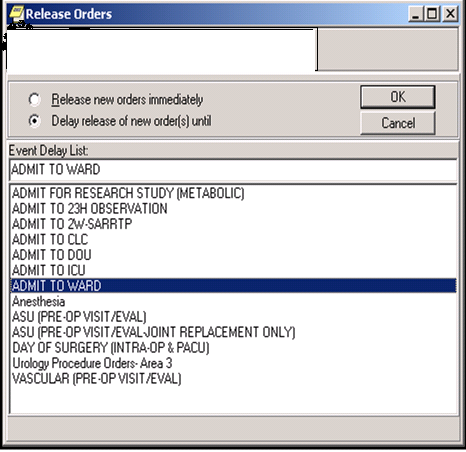 Release Orders
Release new orders immediately
OK
Delay release of new order(s) until
Cancel
Event Delay List:
ADMIT TO WARD
ADMIT FOR RESEARCH STUDY (METABOLIC)
ADMIT TO 23H OBSERVATION
ADMIT TO 2W-SARRTP
ADMIT TO CLC
ADMIT TO DOU
ADMIT TO ICU
ADMIT TO WARD
Anesthesia
ASU (PRE-OP VISIT/EVAL)
ASU (PRE-OP VISIT/EVAL-JOINT REPLACEMENT ONLY)
DAY OF SURGERY (INTRA-OP & PACU)
Urology Procedure Orders- Area 3
VASCULAR (PRE-OP VISIT/EVAL)